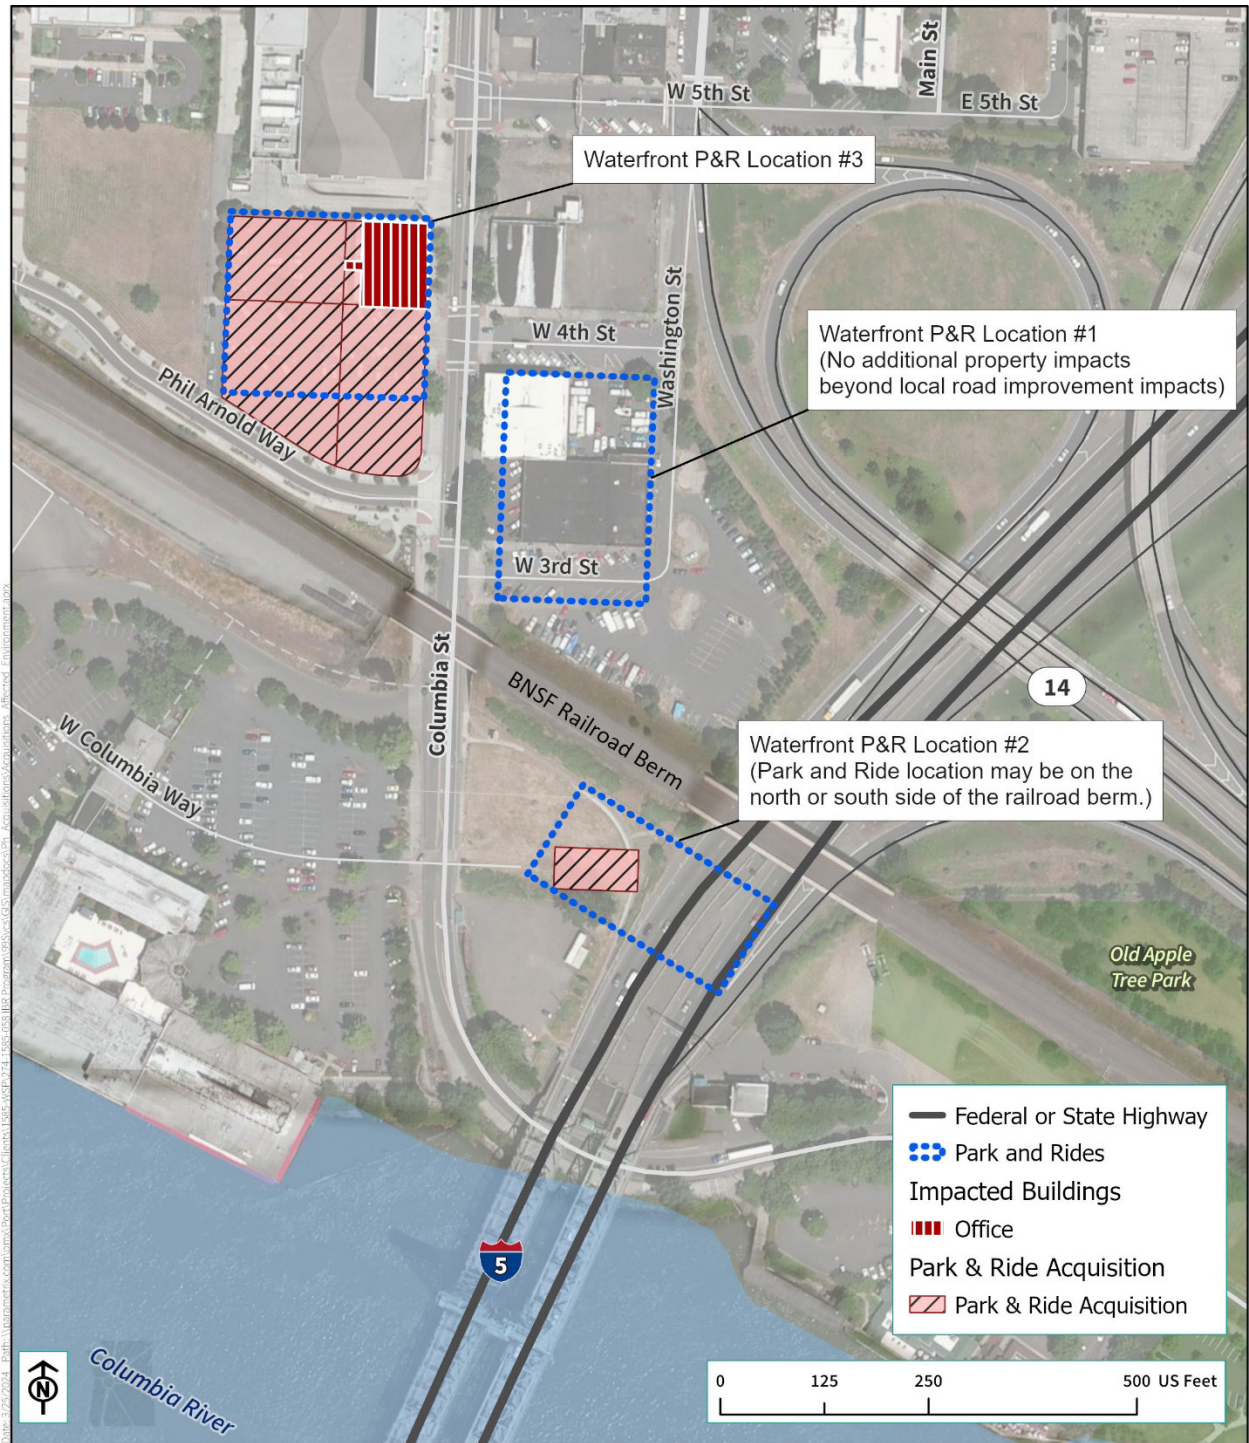 W 5th St
Main St
E 5th St
Waterfront P&R Location #3
W 4th St
Washington St
Waterfront P&R Location #1
(No additional property impacts
beyond local road improvement impacts)
Phil Arnold Way
W 3rd St
Columbia St
BNSF Railroad Berm
14
W Columbia Way
Waterfront P&R Location #2
(Park and Ride location may be on the
north or south side of the railroad berm.)
Old Apple
Tree Park
Federal or State Highway
Park and Rides
Impacted Buildings
Office
Park & Ride Acquisition
Park & Ride Acquisition
5
N
Columbia River
0 125 250 500 US Feet